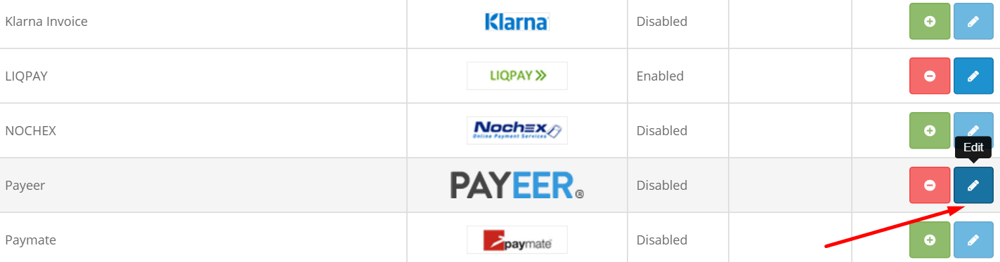 Klarna Invoice Klarna Disabled
LIQPAY LIQPAY Enabled
NOCHEX Nochex Disabled
Online Payment Services
Edit
Payeer PAYEER® Disabled
Paymate paymate Disabled